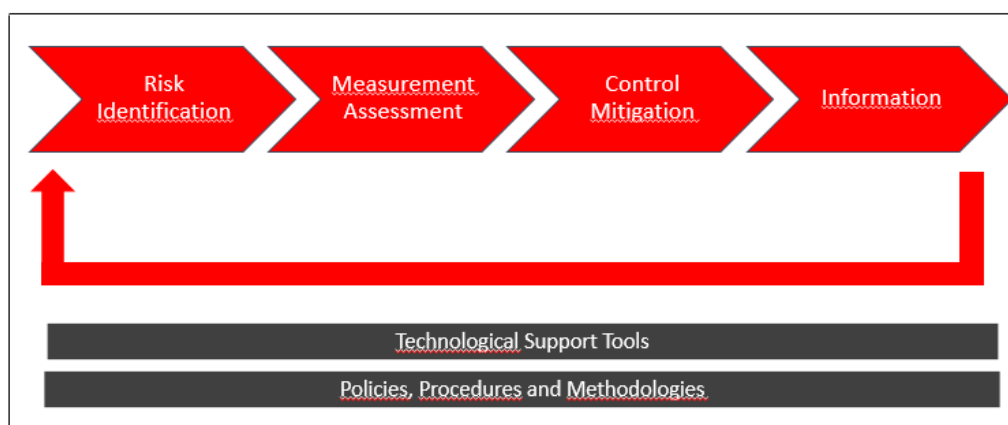 Risk
Identification
Measurement
Assessment
Control
Mitigation
Information
Technological Support Tools
Policies, Procedures and Methodologies